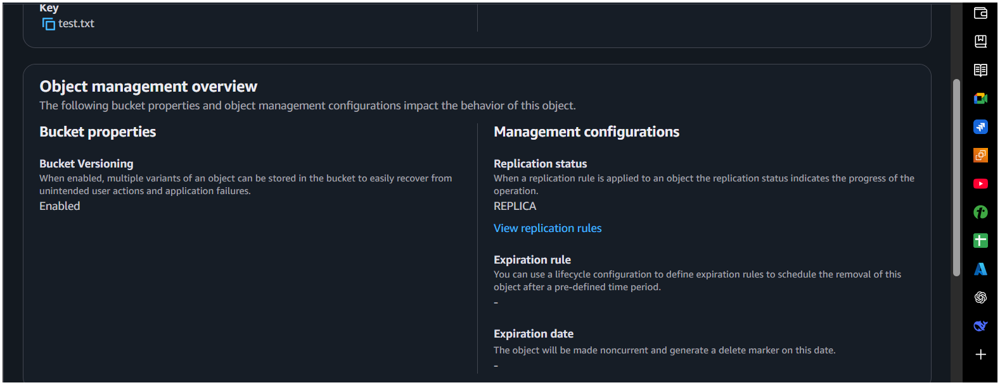 Key
test.txt
Object management overview
The following bucket properties and object management configurations impact the behavior of this object.
Bucket properties
Bucket Versioning
When enabled, multiple variants of an object can be stored in the bucket to easily recover from
unintended user actions and application failures.
Enabled
Management configurations
Replication status
When a replication rule is applied to an object the replication status indicates the progress of the
operation.
REPLICA
View replication rules
Expiration rule
You can use a lifecycle configuration to define expiration rules to schedule the removal of this
object after a pre-defined time period.
-
Expiration date
The object will be made noncurrent and generate a delete marker on this date.
-